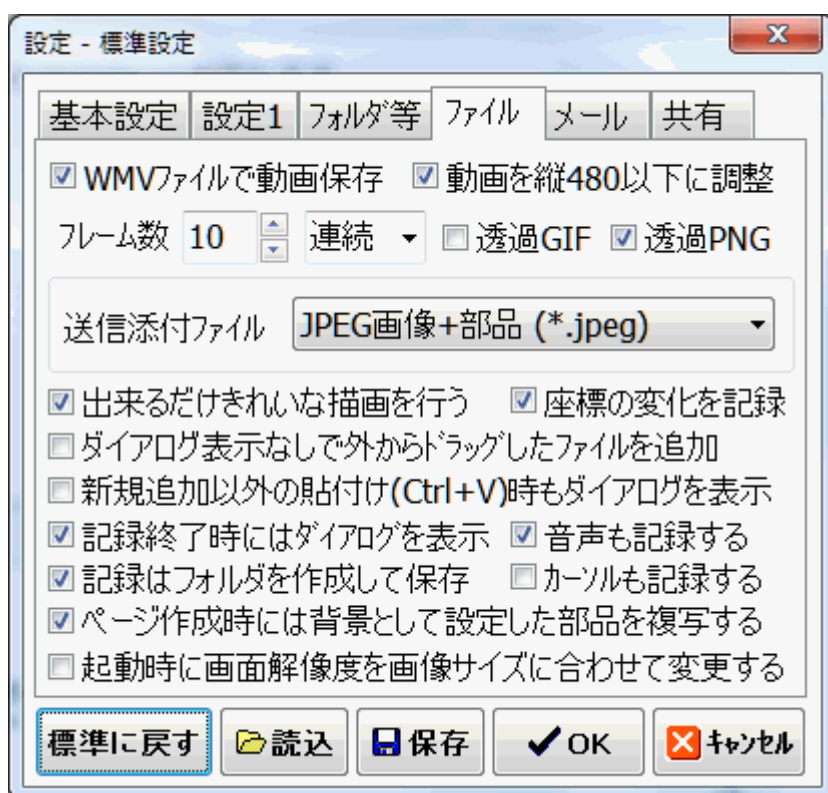 設定 - 標準設定
基本設定 設定1 フォルダ等 ファイル メール 共有
WMVファイルで動画保存 動画を縦480以下に調整
フレーム数 10 連続 透過GIF 透過PNG
送信添付ファイル JPEG画像+部品 (*.jpeg)
出来るだけきれいな描画を行う 座標の変化を記録
ダイアログ表示なしで外からドラッグしたファイルを追加
新規追加以外の貼付け(Ctrl+V)時もダイアログを表示
記録終了時にはダイアログを表示 音声も記録する
記録はフォルダを作成して保存 カーソルも記録する
ページ作成時には背景として設定した部品を複写する
起動時に画面解像度を画像サイズに合わせて変更する
標準に戻す 読込 保存 OK キャンセル